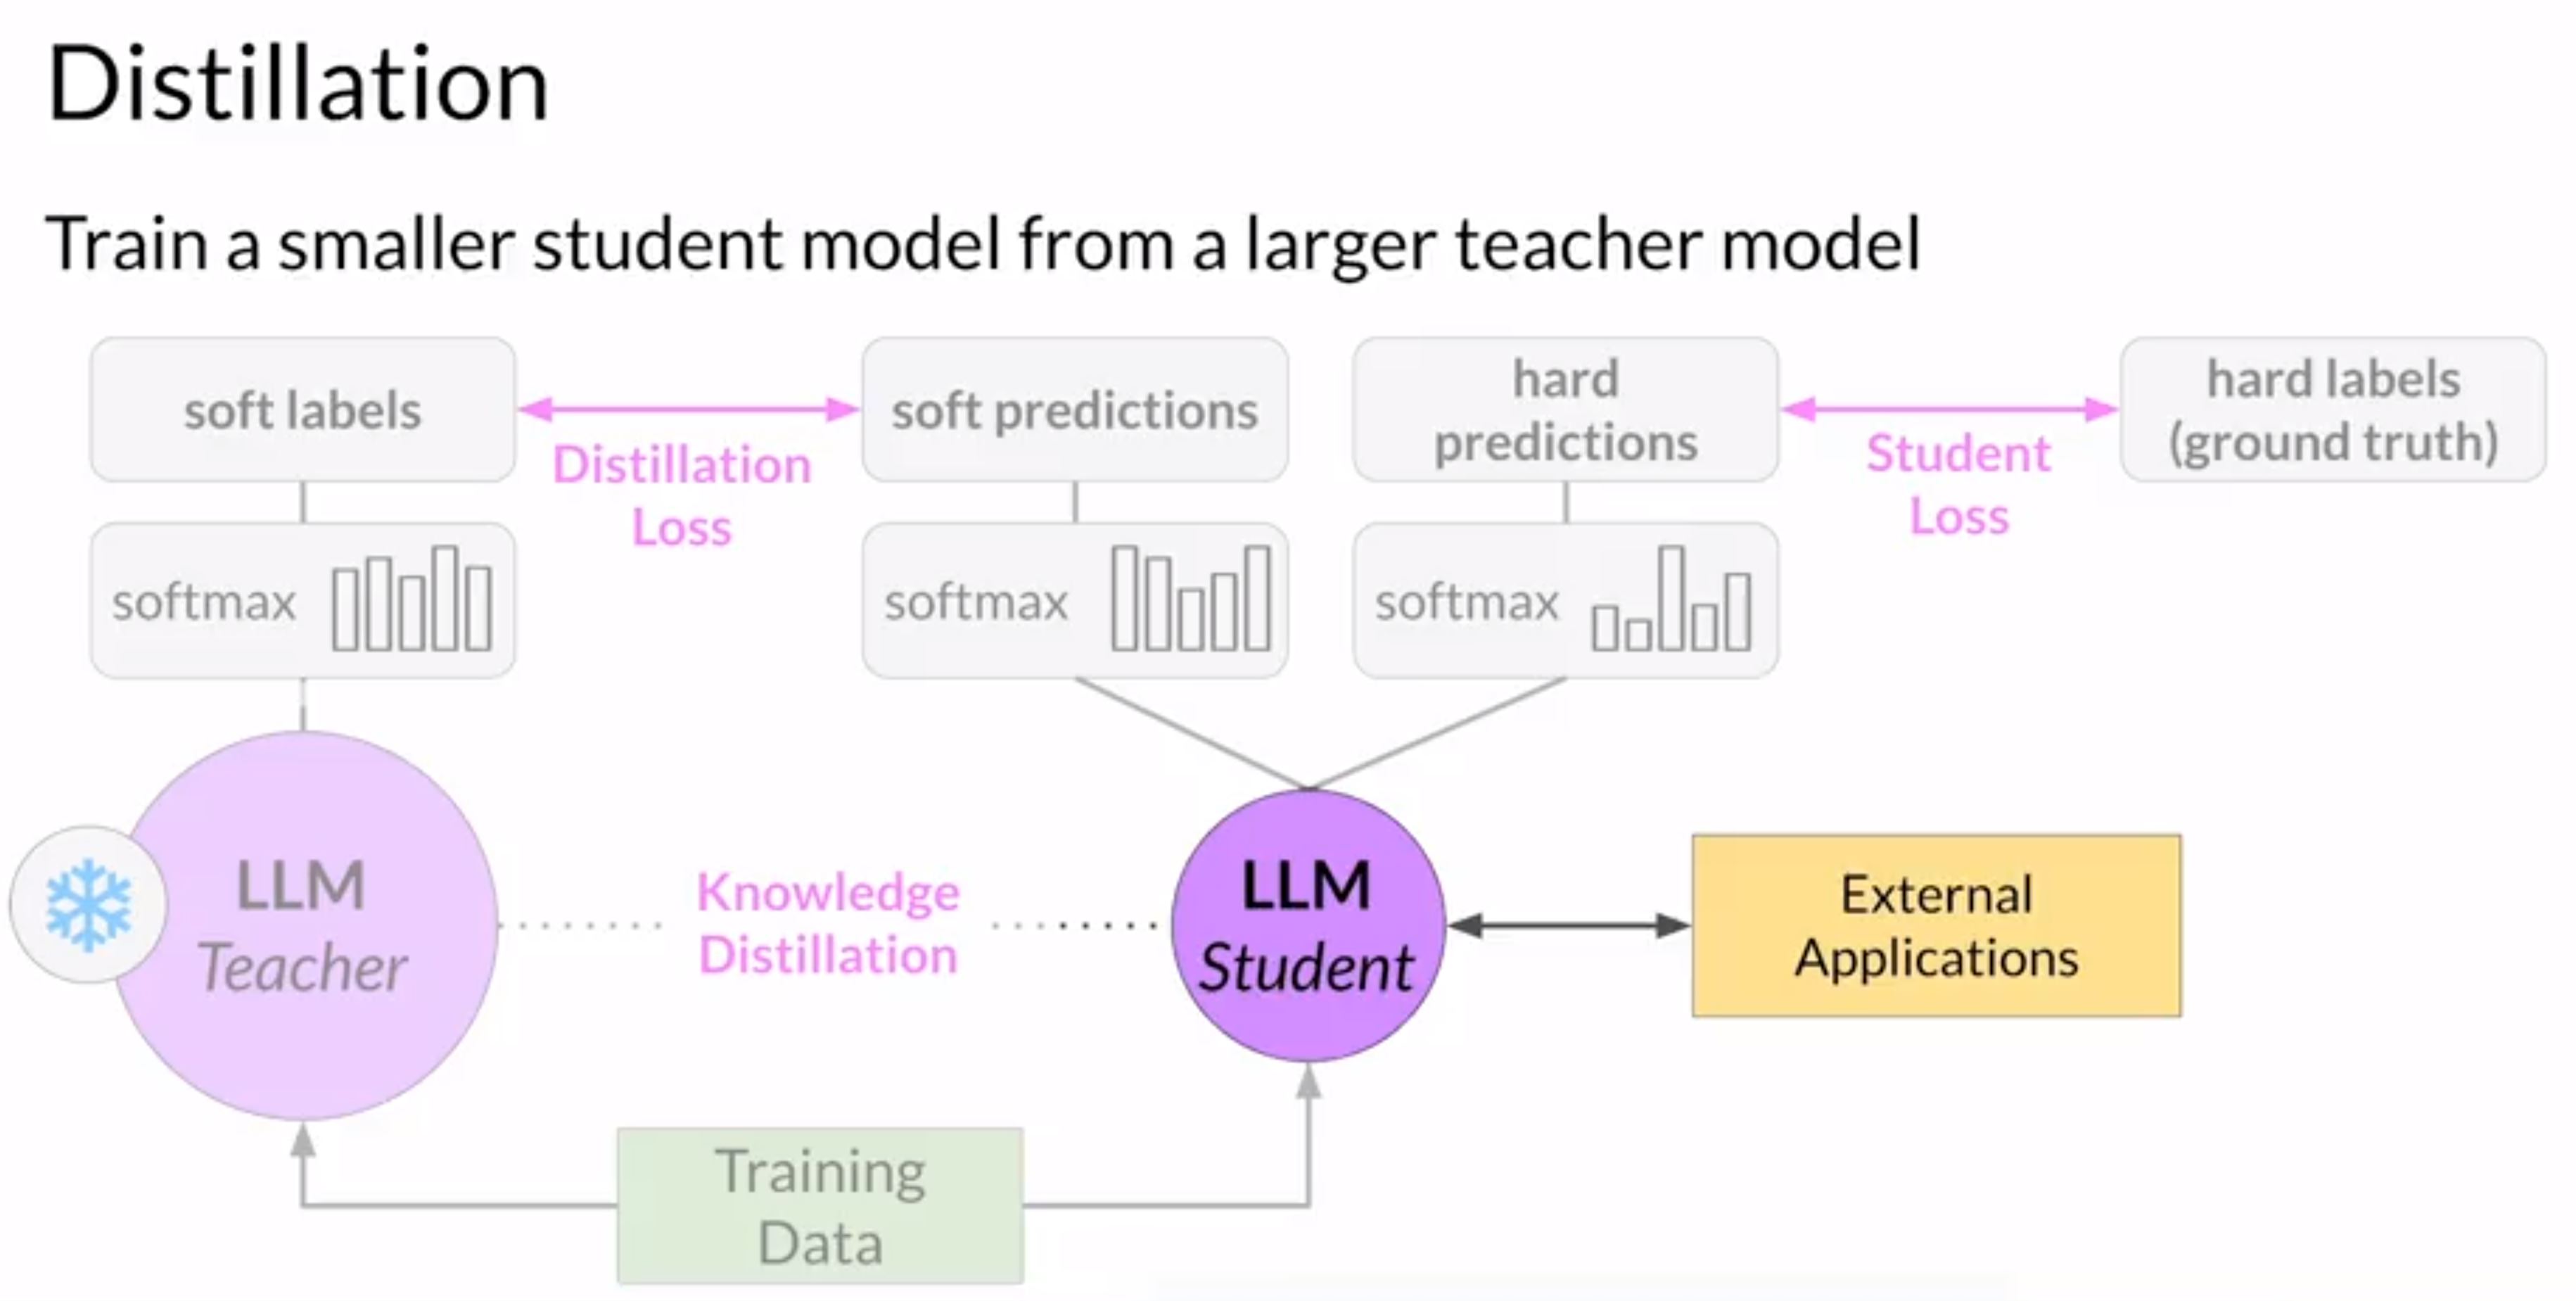 Distillation
Train a smaller student model from a larger teacher model
soft labels
Distillation
Loss
soft predictions
hard
predictions
Student
Loss
hard labels
(ground truth)
softmax
softmax
softmax
LLM
Teacher
Knowledge
Distillation
LLM
Student
External
Applications
Training
Data